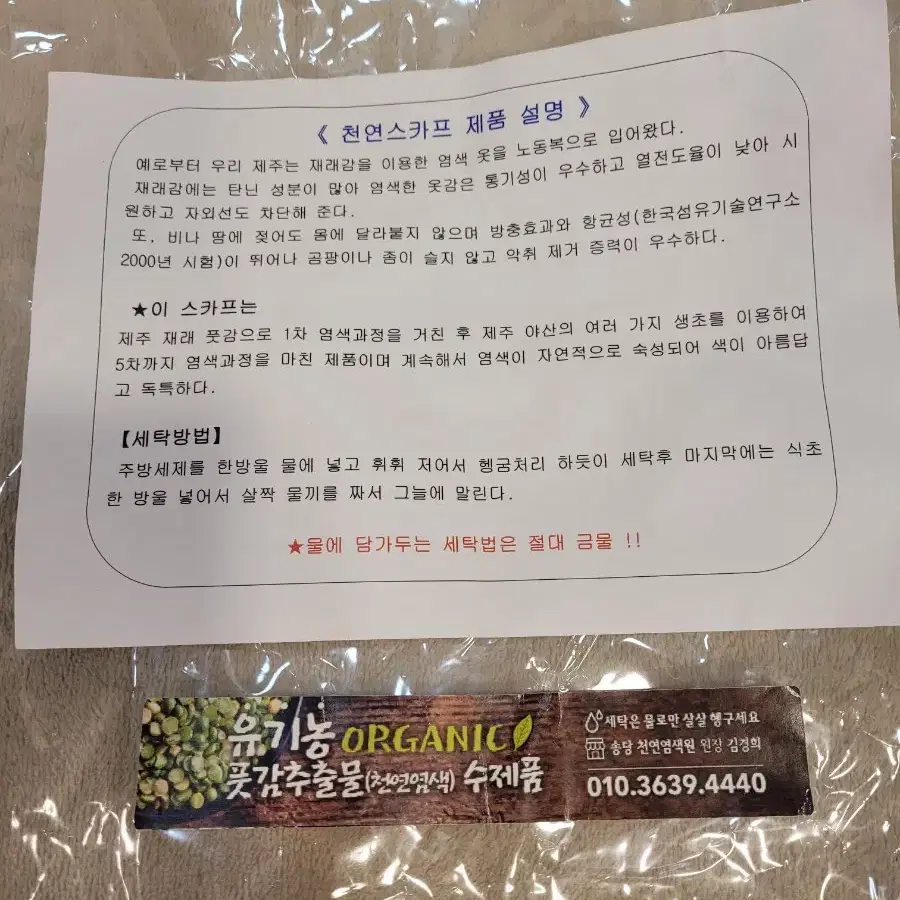 《 천연스카프 제품 설명 》
예로부터 우리 제주는 재래감을 이용한 염색 옷을 노동복으로 입어왔다.
재래감에는 탄닌 성분이 많아 염색한 옷감은 통기성이 우수하고 열전도율이 낮아 시
원하고 자외선도 차단해 준다.
또, 비나 땀에 젖어도 몸에 달라붙지 않으며 방충효과와 항균성(한국섬유기술연구소
2000년 시험)이 뛰어나 곰팡이나 좀이 슬지 않고 악취 제거 증력이 우수하다.
★이 스카프는
제주 재래 풋감으로 1차 염색과정을 거친 후 제주 야산의 여러 가지 생초를 이용하여
5차까지 염색과정을 마친 제품이며 계속해서 염색이 자연적으로 숙성되어 색이 아름답
고 독특하다.
【세탁방법】
주방세제를 한방울 물에 넣고 휘휘 저어서 헹굼처리 하듯이 세탁후 마지막에는 식초
한 방울 넣어서 살짝 물끼를 짜서 그늘에 말린다.
★물에 담가두는 세탁법은 절대 금물 !!
유기농 ORGANIC
풋감추출물(천연염색) 수제품
세탁은 물로만 살살 헹구세요
송당 천연염색원 원장 김경희
010.3639.4440